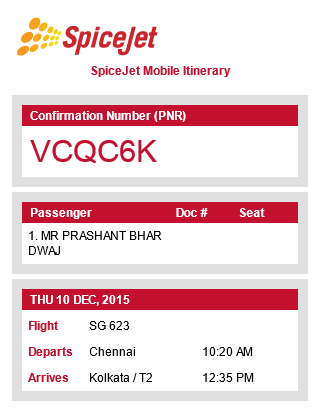 SpiceJet
SpiceJet Mobile Itinerary
Confirmation Number (PNR)
VCQC6K
Passenger Doc # Seat
1. MR PRASHANT BHAR
DWAJ
THU 10 DEC, 2015
Flight SG 623
Departs Chennai 10:20 AM
Arrives Kolkata / T2 12:35 PM